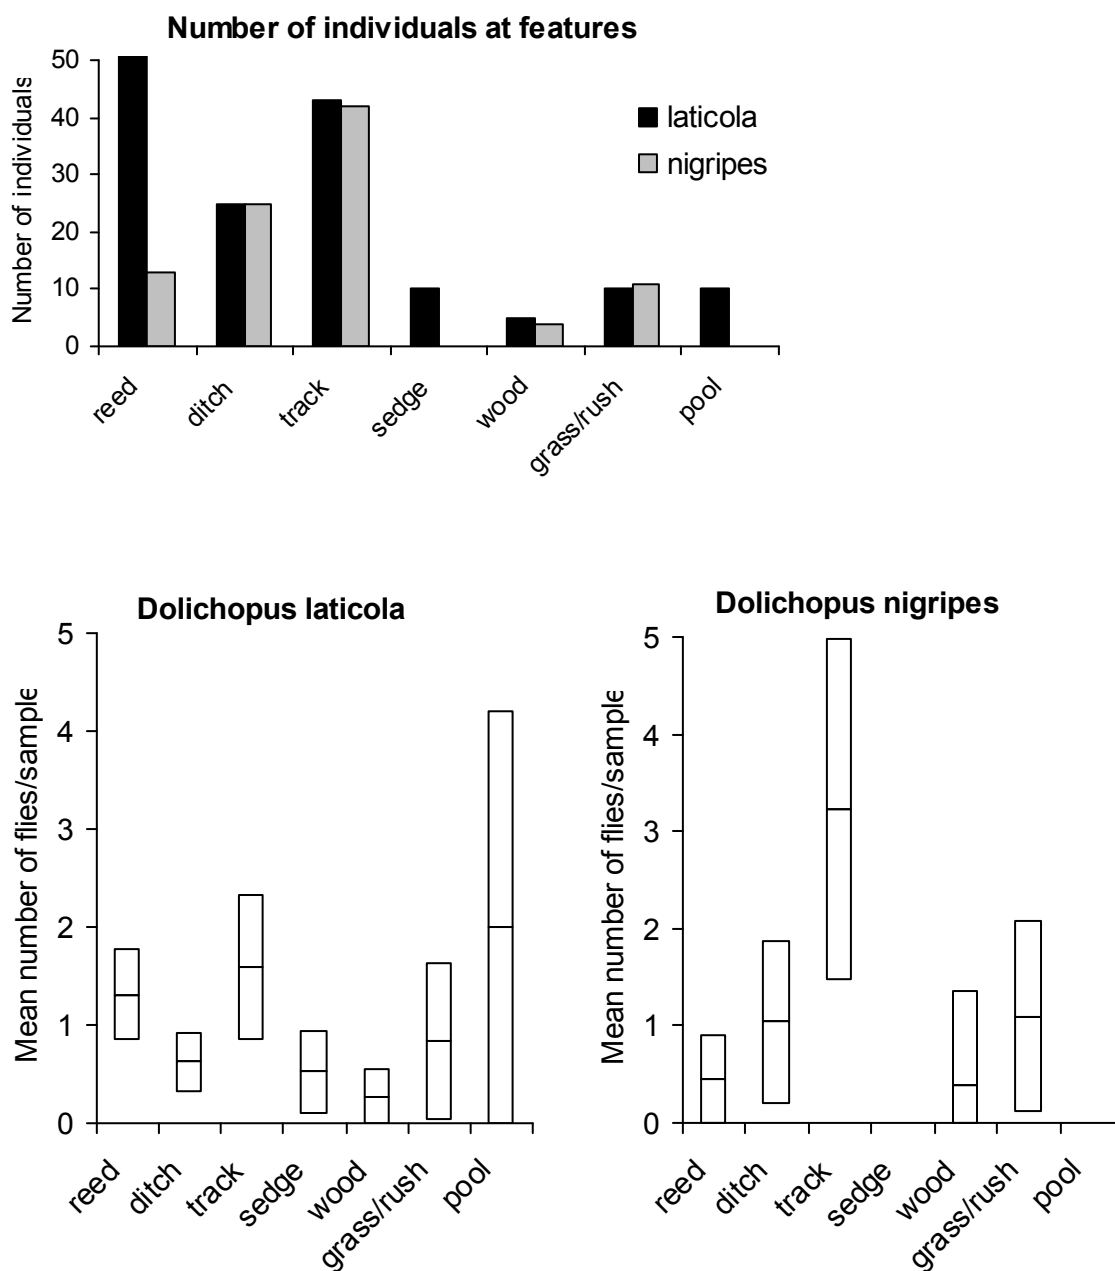 Number of individuals at features
Number of individuals
50
40
30
20
10
0
laticola
nigripes
reed
ditch
track
sedge
wood
grass/rush
pool
Dolichopus laticola
Mean number of flies/sample
5
4
3
2
1
0
reed
ditch
track
sedge
wood
grass/rush
pool
Dolichopus nigripes
Mean number of flies/sample
5
4
3
2
1
0
reed
ditch
track
sedge
wood
grass/rush
pool